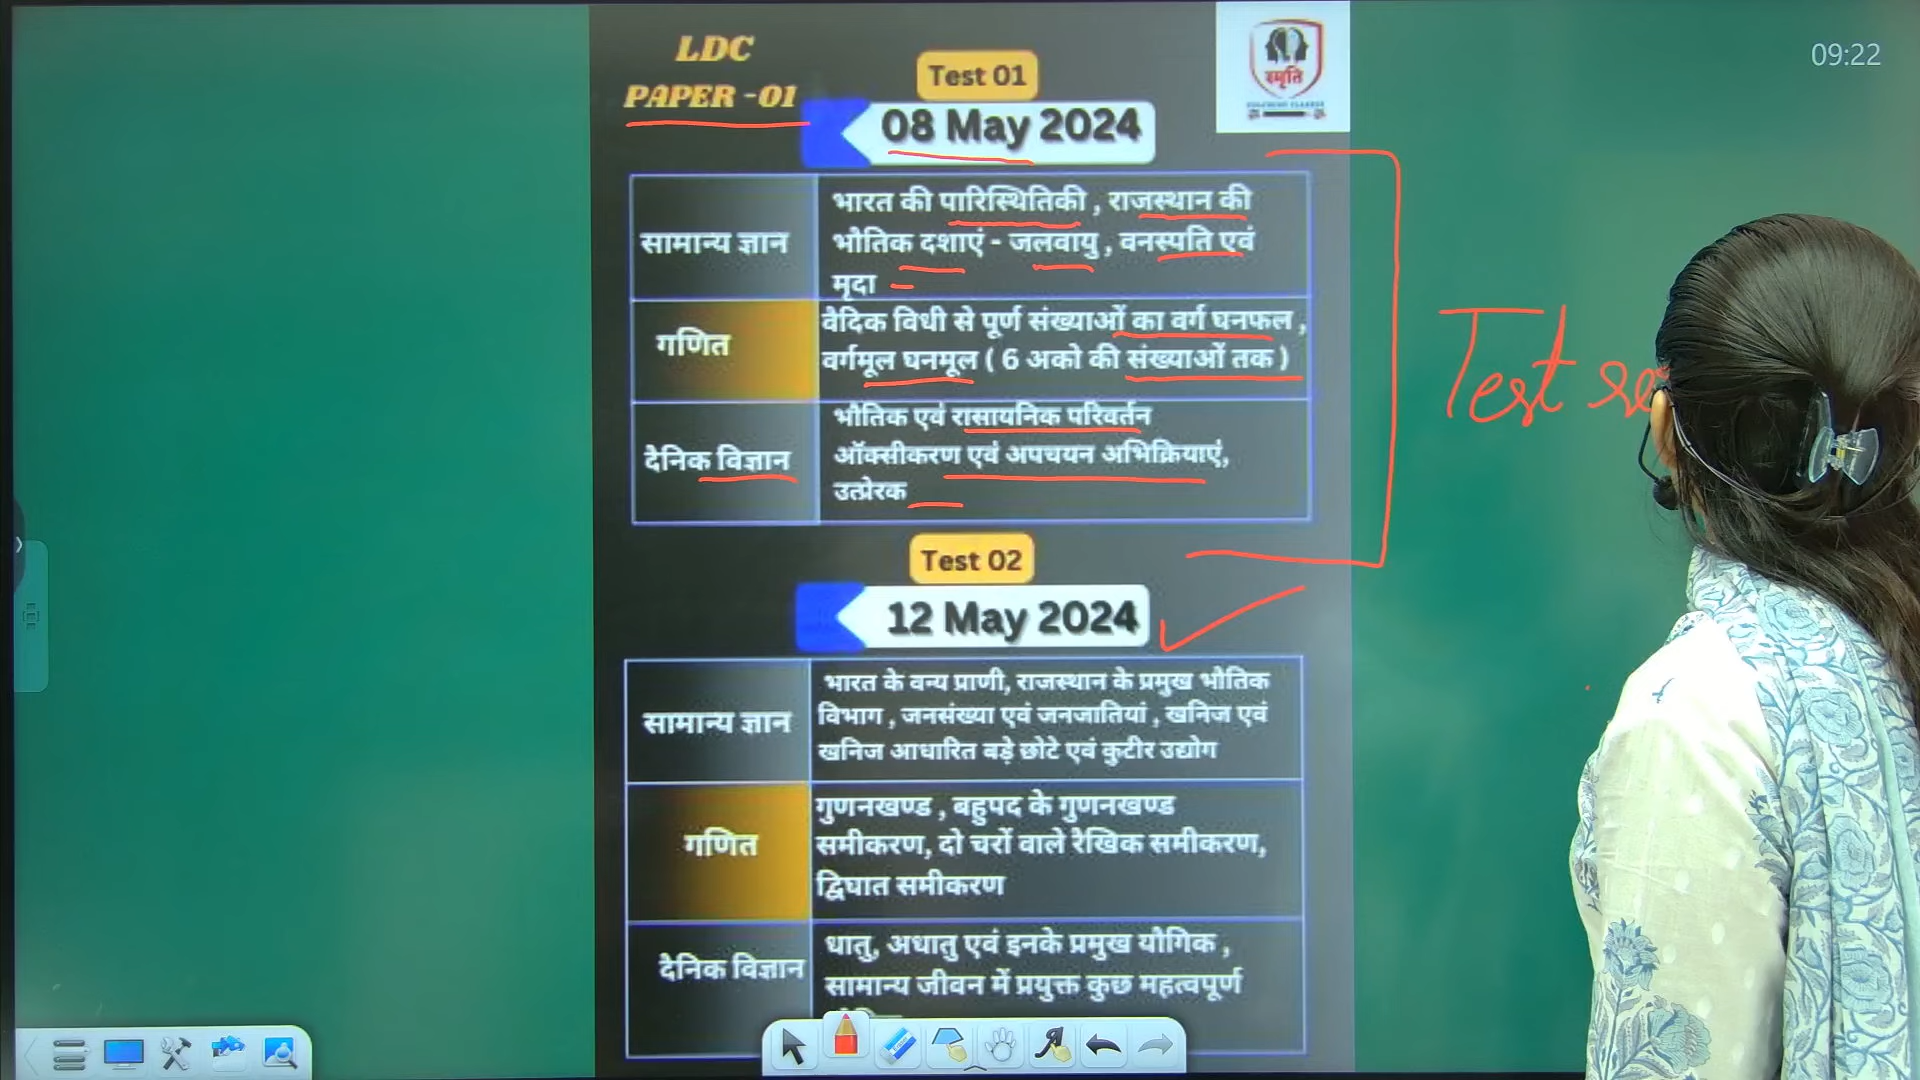 LDC
PAPER -01
Test 01
08 May 2024
स्मृति
09:22
सामान्य ज्ञान
भारत की पारिस्थितिकी , राजस्थान की
भौतिक दशाएं - जलवायु , वनस्पति एवं
मृदा
गणित
वैदिक विधी से पूर्ण संख्याओं का वर्ग घनफल ,
वर्गमूल घनमूल ( 6 अको की संख्याओं तक )
दैनिक विज्ञान
भौतिक एवं रासायनिक परिवर्तन
ऑक्सीकरण एवं अपचयन अभिक्रियाएं,
उत्प्रेरक
Test se
Test 02
12 May 2024
सामान्य ज्ञान
भारत के वन्य प्राणी, राजस्थान के प्रमुख भौतिक
विभाग , जनसंख्या एवं जनजातियां , खनिज एवं
खनिज आधारित बड़े छोटे एवं कुटीर उद्योग
गणित
गुणनखण्ड , बहुपद के गुणनखण्ड
समीकरण, दो चरों वाले रैखिक समीकरण,
द्विघात समीकरण
दैनिक विज्ञान
धातु, अधातु एवं इनके प्रमुख यौगिक ,
सामान्य जीवन में प्रयुक्त कुछ महत्वपूर्ण